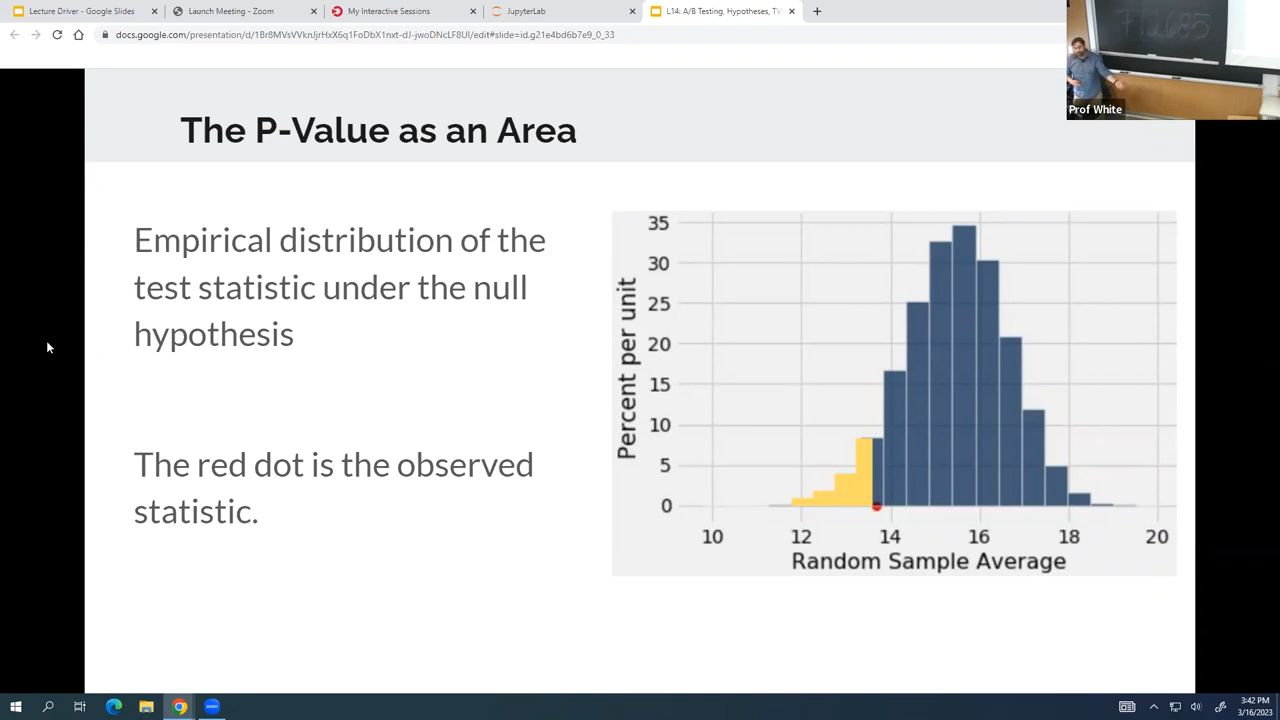 Lecture Driver - Google Slides
Launch Meeting - Zoom
My Interactive Sessions
JupyterLab
L14: A/B Testing, Hypotheses, TV
docs.google.com/presentation/d/1Br8MVsVVknJjrHxX6q1FoDbX1nxt-dJ-jwoDNcLF8UI/edit#slide=id.g21e4bd6b7e9_0_33
712685
Prof White
The P-Value as an Area
Empirical distribution of the
test statistic under the null
hypothesis
The red dot is the observed
statistic.
Percent per unit
35
30
25
20
15
10
5
0
10 12 14 16 18 20
Random Sample Average
3:42 PM
3/16/2023